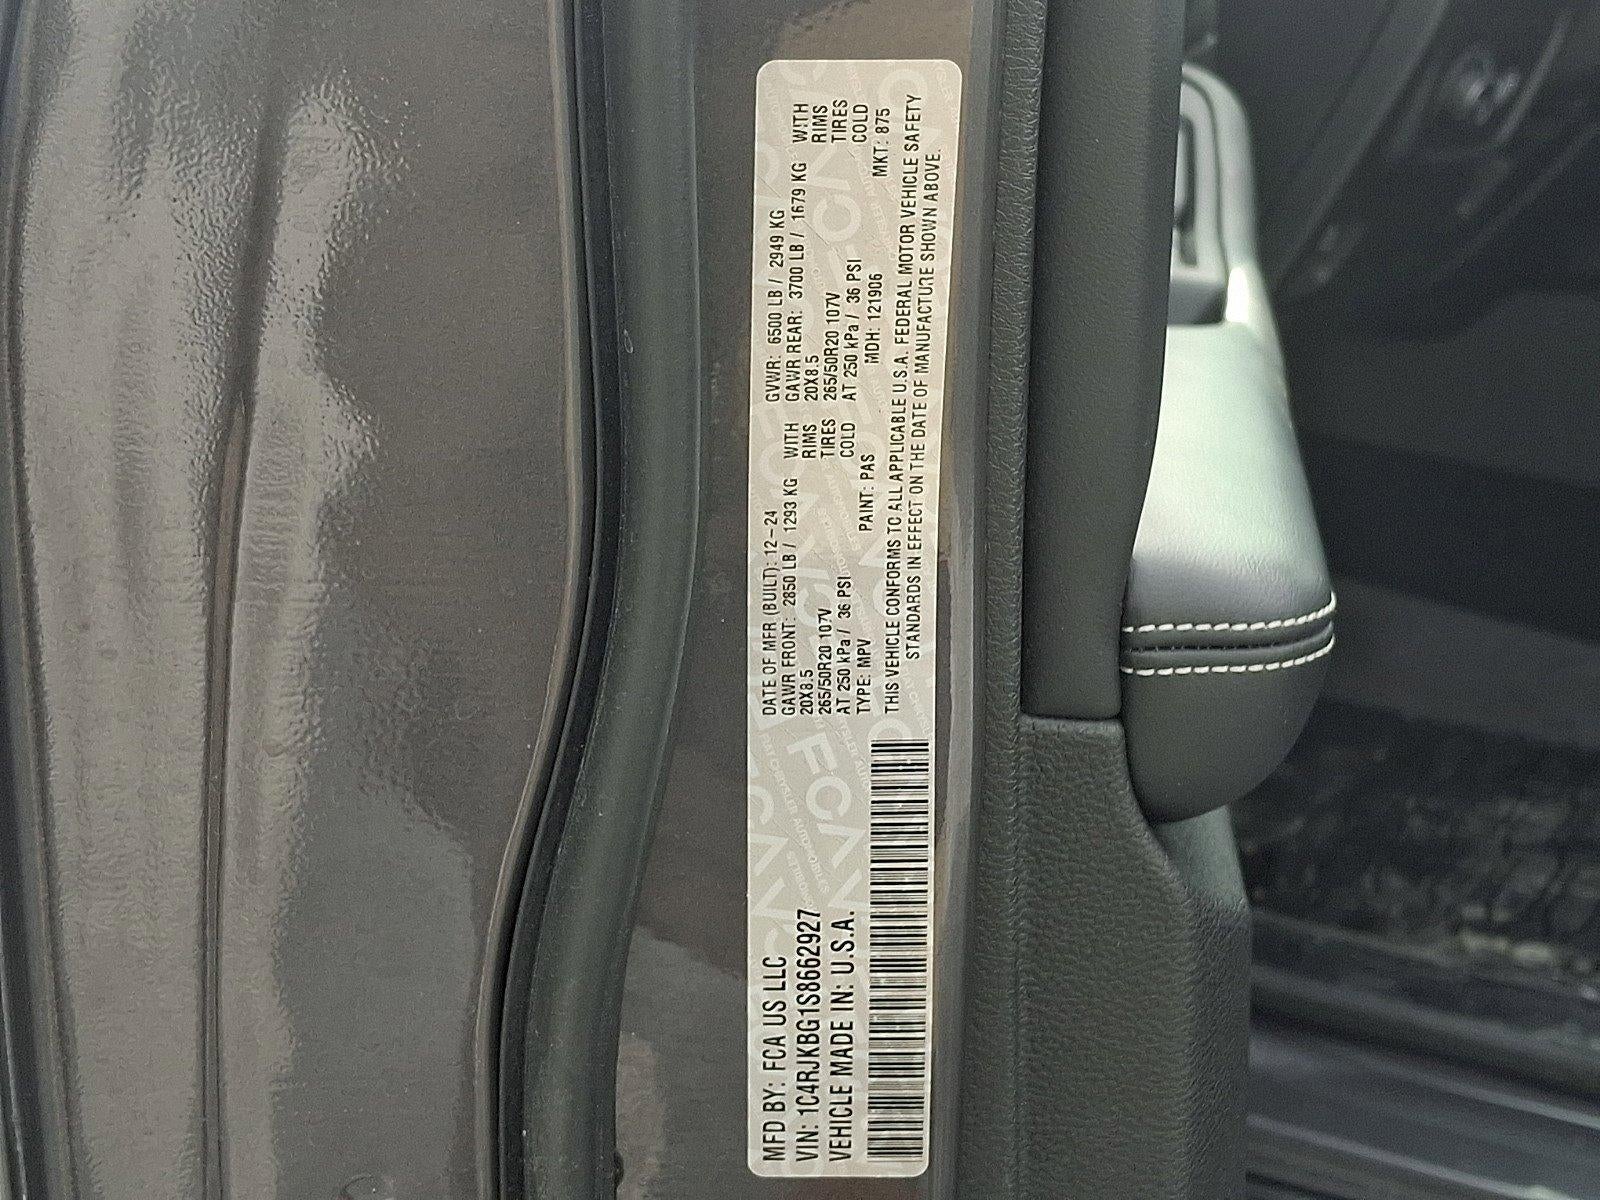 MFD BY: FCA US LLC
VIN: 1C4RJKBG1S8662927
VEHICLE MADE IN: U.S.A.
DATE OF MFR (BUILT): 12-24 GVWR: 6500 LB / 2949 KG
GAWR FRONT: 2850 LB / 1293 KG WITH GAWR REAR: 3700 LB / 1679 KG WITH
20X8.5 RIMS 20X8.5 RIMS
265/50R20 107V TIRES 265/50R20 107V TIRES
AT 250 kPa / 36 PSI COLD AT 250 kPa / 36 PSI COLD
TYPE: MPV PAINT: PAS MDH: 121906 MKT: 875
THIS VEHICLE CONFORMS TO ALL APPLICABLE U.S.A. FEDERAL MOTOR VEHICLE SAFETY
STANDARDS IN EFFECT ON THE DATE OF MANUFACTURE SHOWN ABOVE.